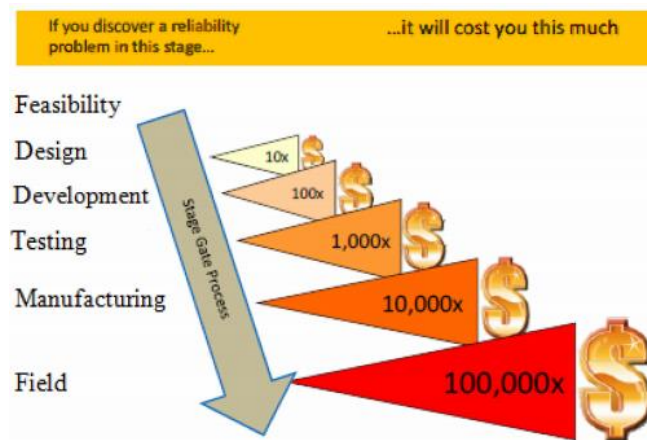 If you discover a reliability
problem in this stage...
...it will cost you this much
Feasibility
Design
10x
Development
100x
Testing
1,000x
Manufacturing
10,000x
Field
100,000x
Stage Gate Process